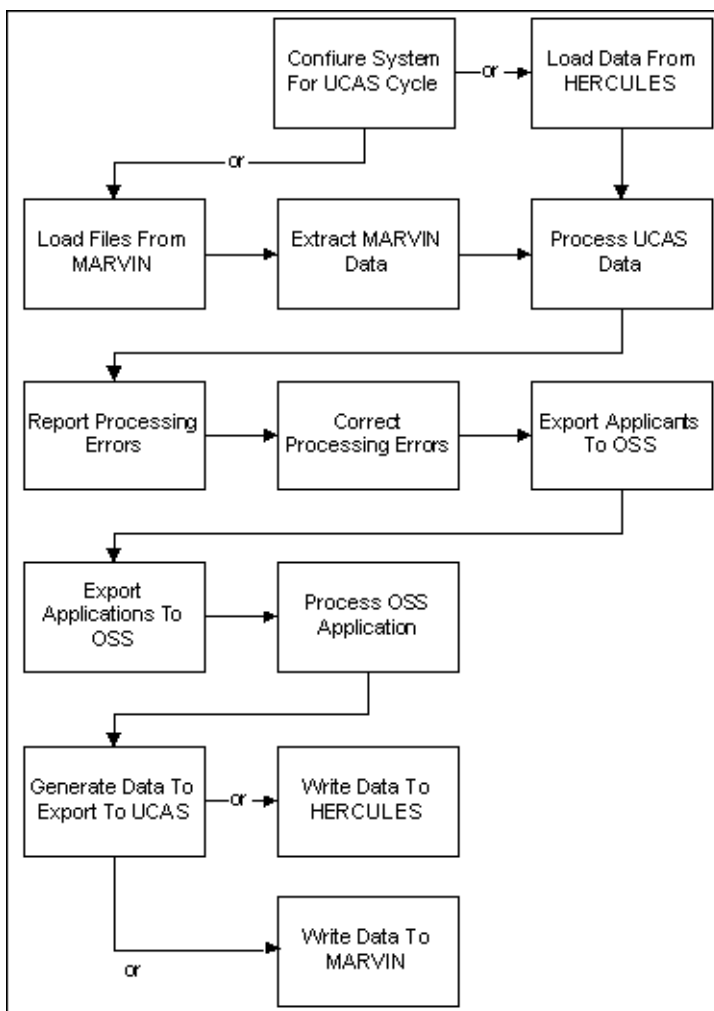 Confiure System
For UCAS Cycle
or
Load Data From
HERCULES
or
Load Files From
MARVIN
Extract MARVIN
Data
Process UCAS
Data
Report Processing
Errors
Correct
Processing Errors
Export Applicants
To OSS
Export
Applications To
OSS
Process OSS
Application
Generate Data To
Export To UCAS
or
Write Data To
HERCULES
or
Write Data To
MARVIN